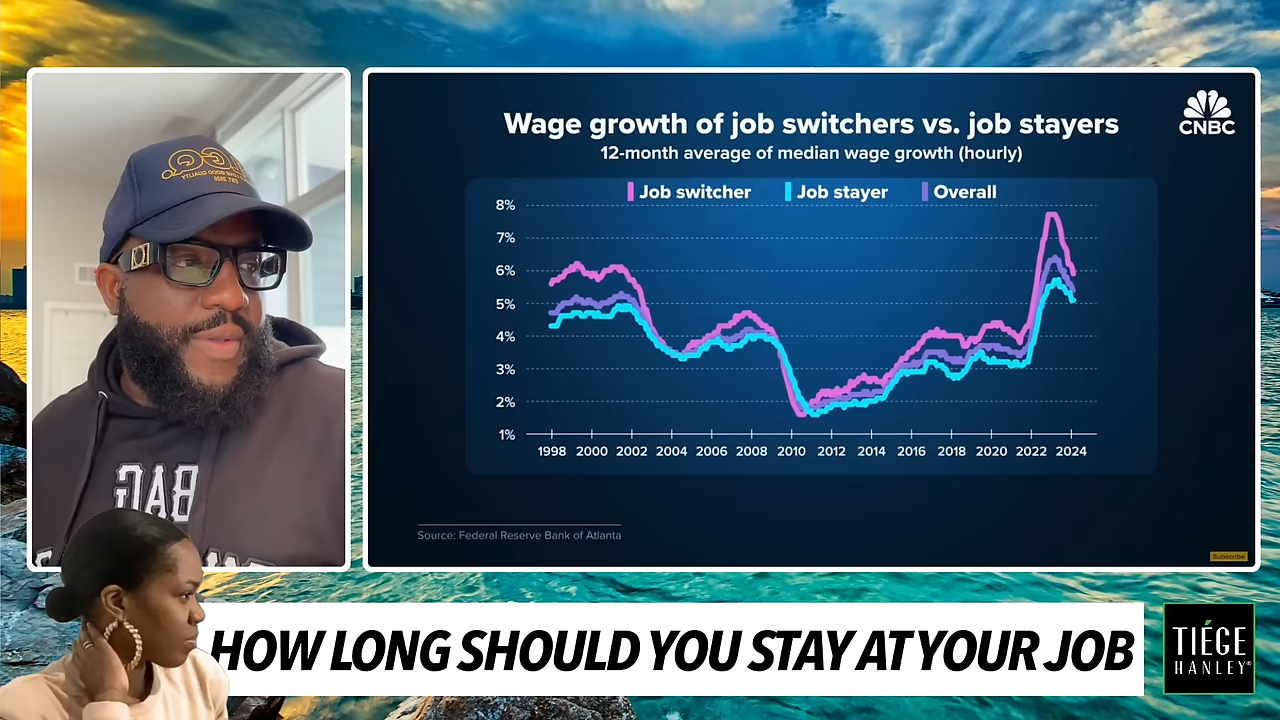 Wage growth of job switchers vs. job stayers
12-month average of median wage growth (hourly)
CNBC
Job switcher
Job stayer
Overall
8%
7%
6%
5%
4%
3%
2%
1%
1998 2000 2002 2004 2006 2008 2010 2012 2014 2016 2018 2020 2022 2024
Source: Federal Reserve Bank of Atlanta
Subscribe
BAG
HOW LONG SHOULD YOU STAY AT YOUR JOB
TIÉGE
HANLEY®